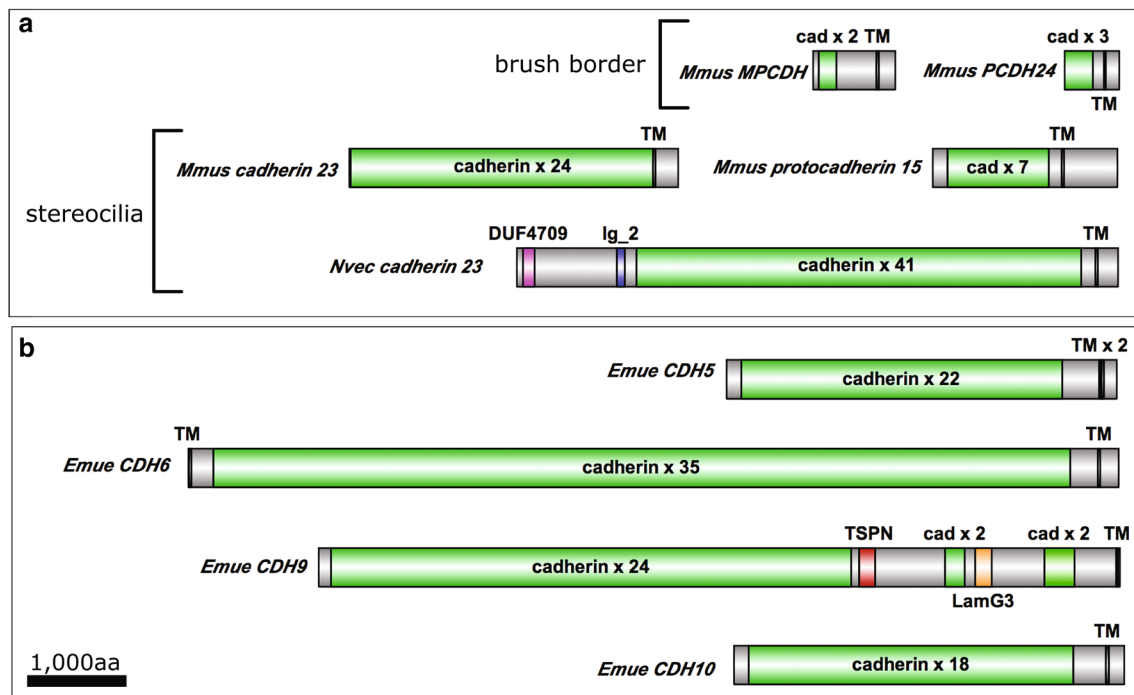 a
brush border
cad x 2 TM
Mmus MPCDH
cad x 3
Mmus PCDH24
TM
stereocilia
TM
Mmus cadherin 23
cadherin x 24
TM
Mmus protocadherin 15
cad x 7
DUF4709
Ig_2
TM
Nvec cadherin 23
cadherin x 41
b
TM x 2
Emue CDH5
cadherin x 22
TM
TM
Emue CDH6
cadherin x 35
TSPN
cad x 2
cad x 2
TM
Emue CDH9
cadherin x 24
LamG3
TM
Emue CDH10
cadherin x 18
1,000aa